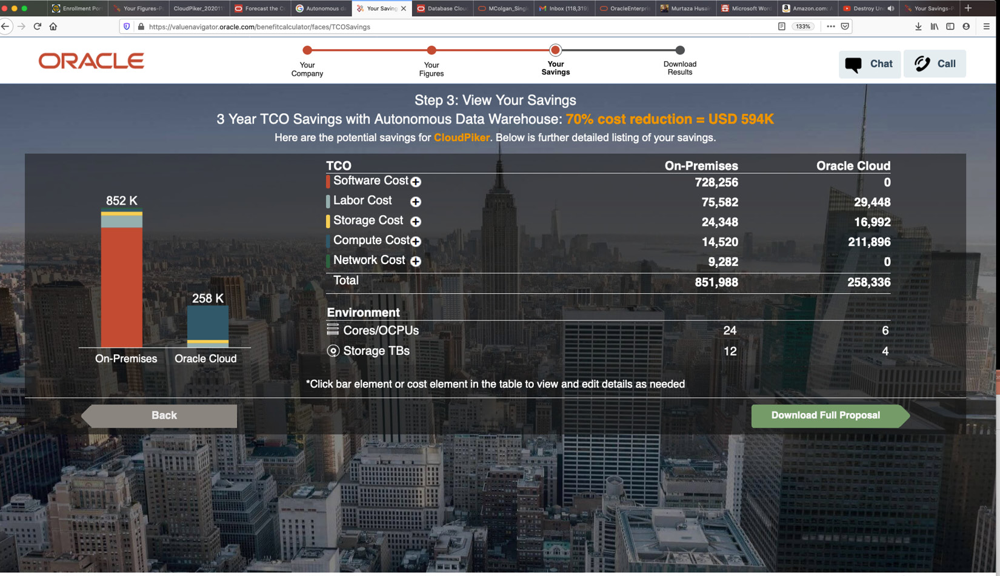 Enrollment Por
Your Figures-P
CloudPiker_202011
Forecast the C
Autonomous da
Your Saving
Database Cloud
MColgan_Singl
Inbox (118,319)
OracleEnterpris
Murtaza Husai
Microsoft Word
Amazon.com: A
Destroy Unc
Your Savings-P
https://valuenavigator.oracle.com/benefitcalculator/faces/TCOSavings
133%
ORACLE
Your Company
Your Figures
Your Savings
Download Results
Chat
Call
Step 3: View Your Savings
3 Year TCO Savings with Autonomous Data Warehouse: 70% cost reduction = USD 594K
Here are the potential savings for CloudPiker. Below is further detailed listing of your savings.
852 K
258 K
On-Premises Oracle Cloud
TCO On-Premises Oracle Cloud
Software Cost 728,256 0
Labor Cost 75,582 29,448
Storage Cost 24,348 16,992
Compute Cost 14,520 211,896
Network Cost 9,282 0
Total 851,988 258,336
Environment
Cores/OCPUs 24 6
Storage TBs 12 4
*Click bar element or cost element in the table to view and edit details as needed
Back
Download Full Proposal